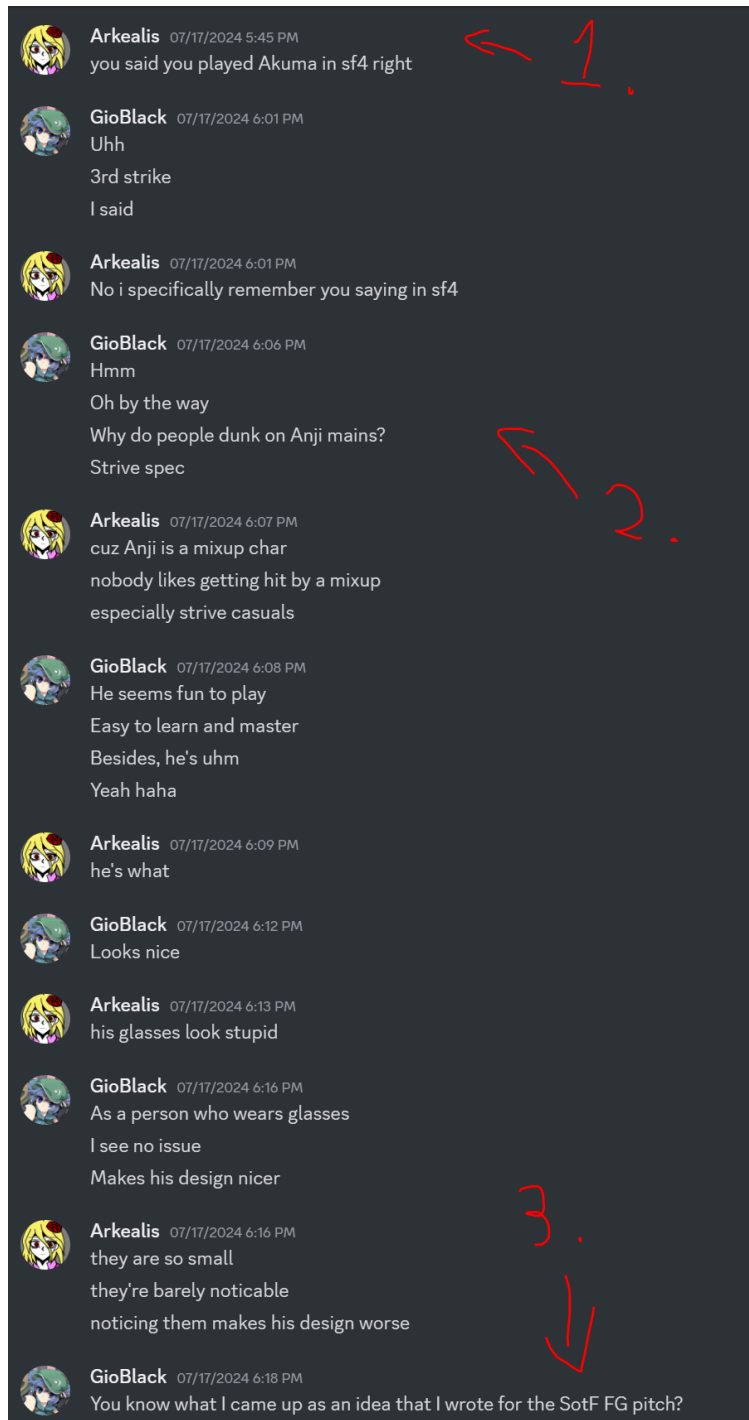 Arkealis 07/17/2024 5:45 PM
you said you played Akuma in sf4 right
1.
GioBlack 07/17/2024 6:01 PM
Uhh
3rd strike
I said
Arkealis 07/17/2024 6:01 PM
No i specifically remember you saying in sf4
GioBlack 07/17/2024 6:06 PM
Hmm
Oh by the way
Why do people dunk on Anji mains?
Strive spec
2.
Arkealis 07/17/2024 6:07 PM
cuz Anji is a mixup char
nobody likes getting hit by a mixup
especially strive casuals
GioBlack 07/17/2024 6:08 PM
He seems fun to play
Easy to learn and master
Besides, he's uhm
Yeah haha
Arkealis 07/17/2024 6:09 PM
he's what
GioBlack 07/17/2024 6:12 PM
Looks nice
Arkealis 07/17/2024 6:13 PM
his glasses look stupid
GioBlack 07/17/2024 6:16 PM
As a person who wears glasses
I see no issue
Makes his design nicer
3.
Arkealis 07/17/2024 6:16 PM
they are so small
they're barely noticable
noticing them makes his design worse
GioBlack 07/17/2024 6:18 PM
You know what I came up as an idea that I wrote for the SotF FG pitch?